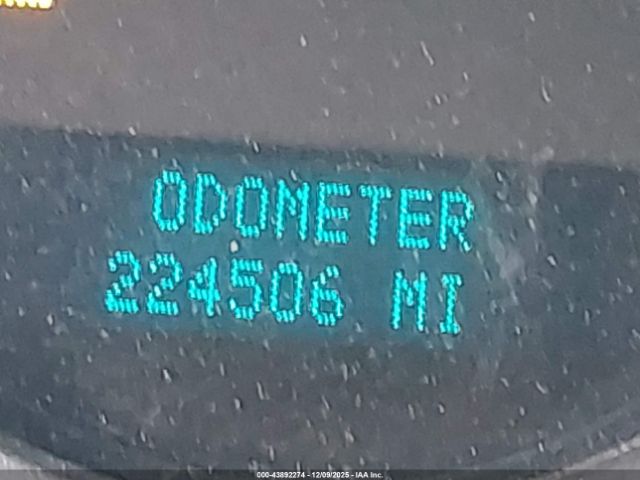 ODOMETER
224506 MI
000-43892274 - 12/09/2025 - IAA Inc.